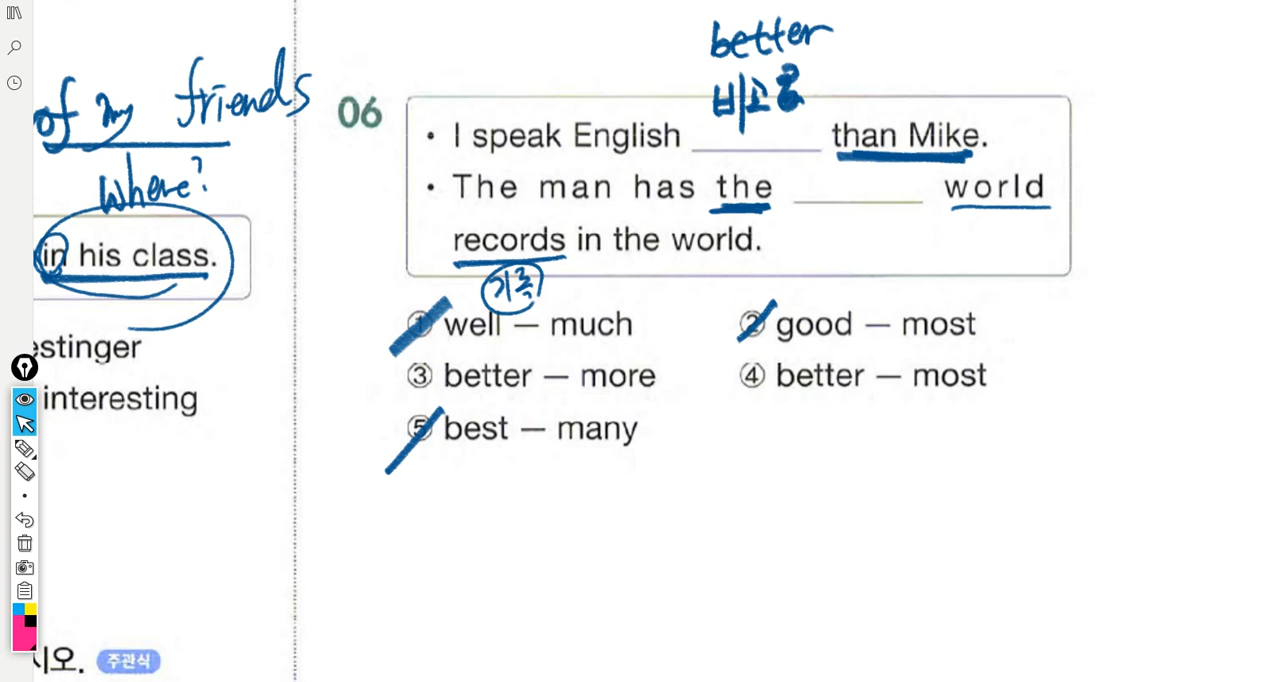 better
비교급
of my friends
where?
in his class.
estinger
interesting
시오. 주관식
06
• I speak English ________ than Mike.
• The man has the ________ world
records in the world.
기록
① well — much
② good — most
③ better — more
④ better — most
⑤ best — many